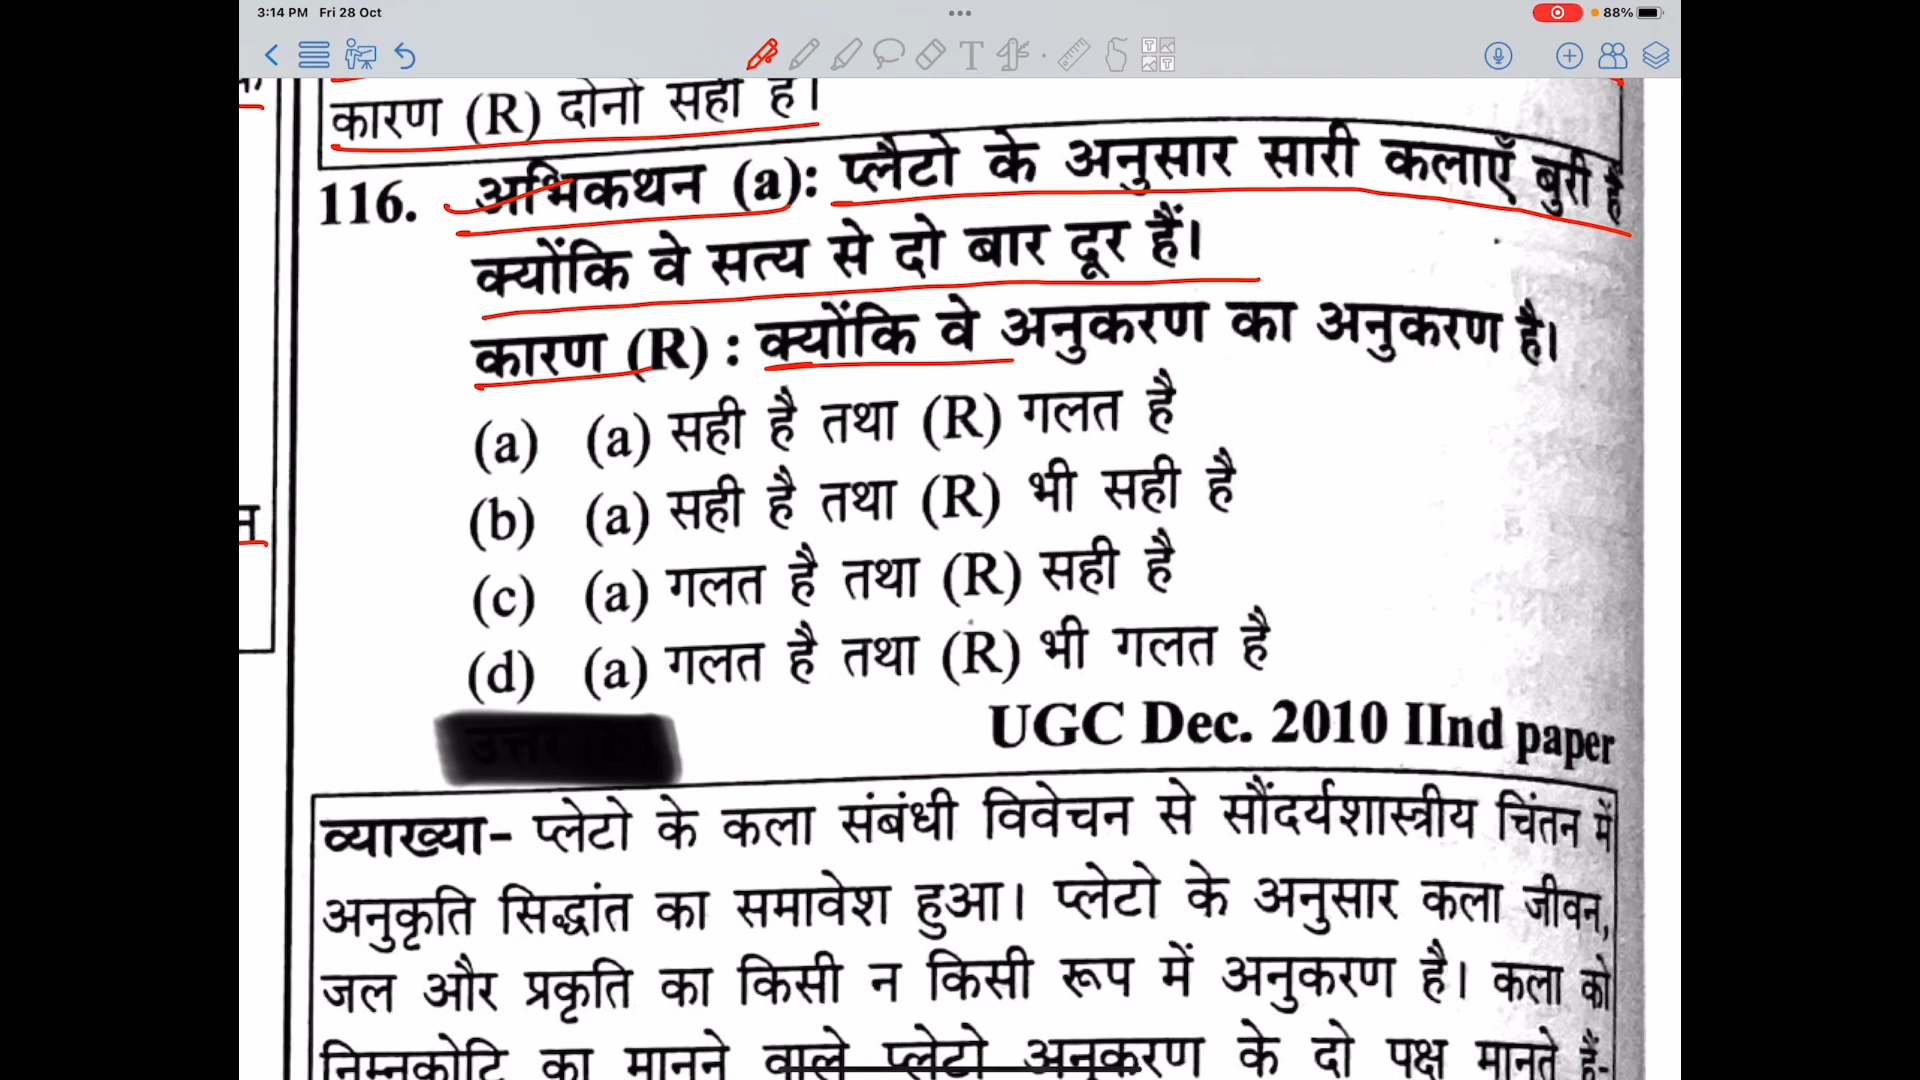 3:14 PM Fri 28 Oct
88%
कारण (R) दोनो सही है।
116. अभिकथन (a): प्लैटो के अनुसार सारी कलाएँ बुरी हैं
क्योंकि वे सत्य से दो बार दूर हैं।
कारण (R) : क्योंकि वे अनुकरण का अनुकरण है।
(a) (a) सही है तथा (R) गलत है
(b) (a) सही है तथा (R) भी सही है
(c) (a) गलत है तथा (R) सही है
(d) (a) गलत है तथा (R) भी गलत है
UGC Dec. 2010 IInd paper
व्याख्या- प्लेटो के कला संबंधी विवेचन से सौंदर्यशास्त्रीय चिंतन में
अनुकृति सिद्धांत का समावेश हुआ। प्लेटो के अनुसार कला जीवन,
जल और प्रकृति का किसी न किसी रूप में अनुकरण है। कला को
निम्नकोटि का मानने वाले प्लेटो अनुकरण के दो पक्ष मानते हैं-